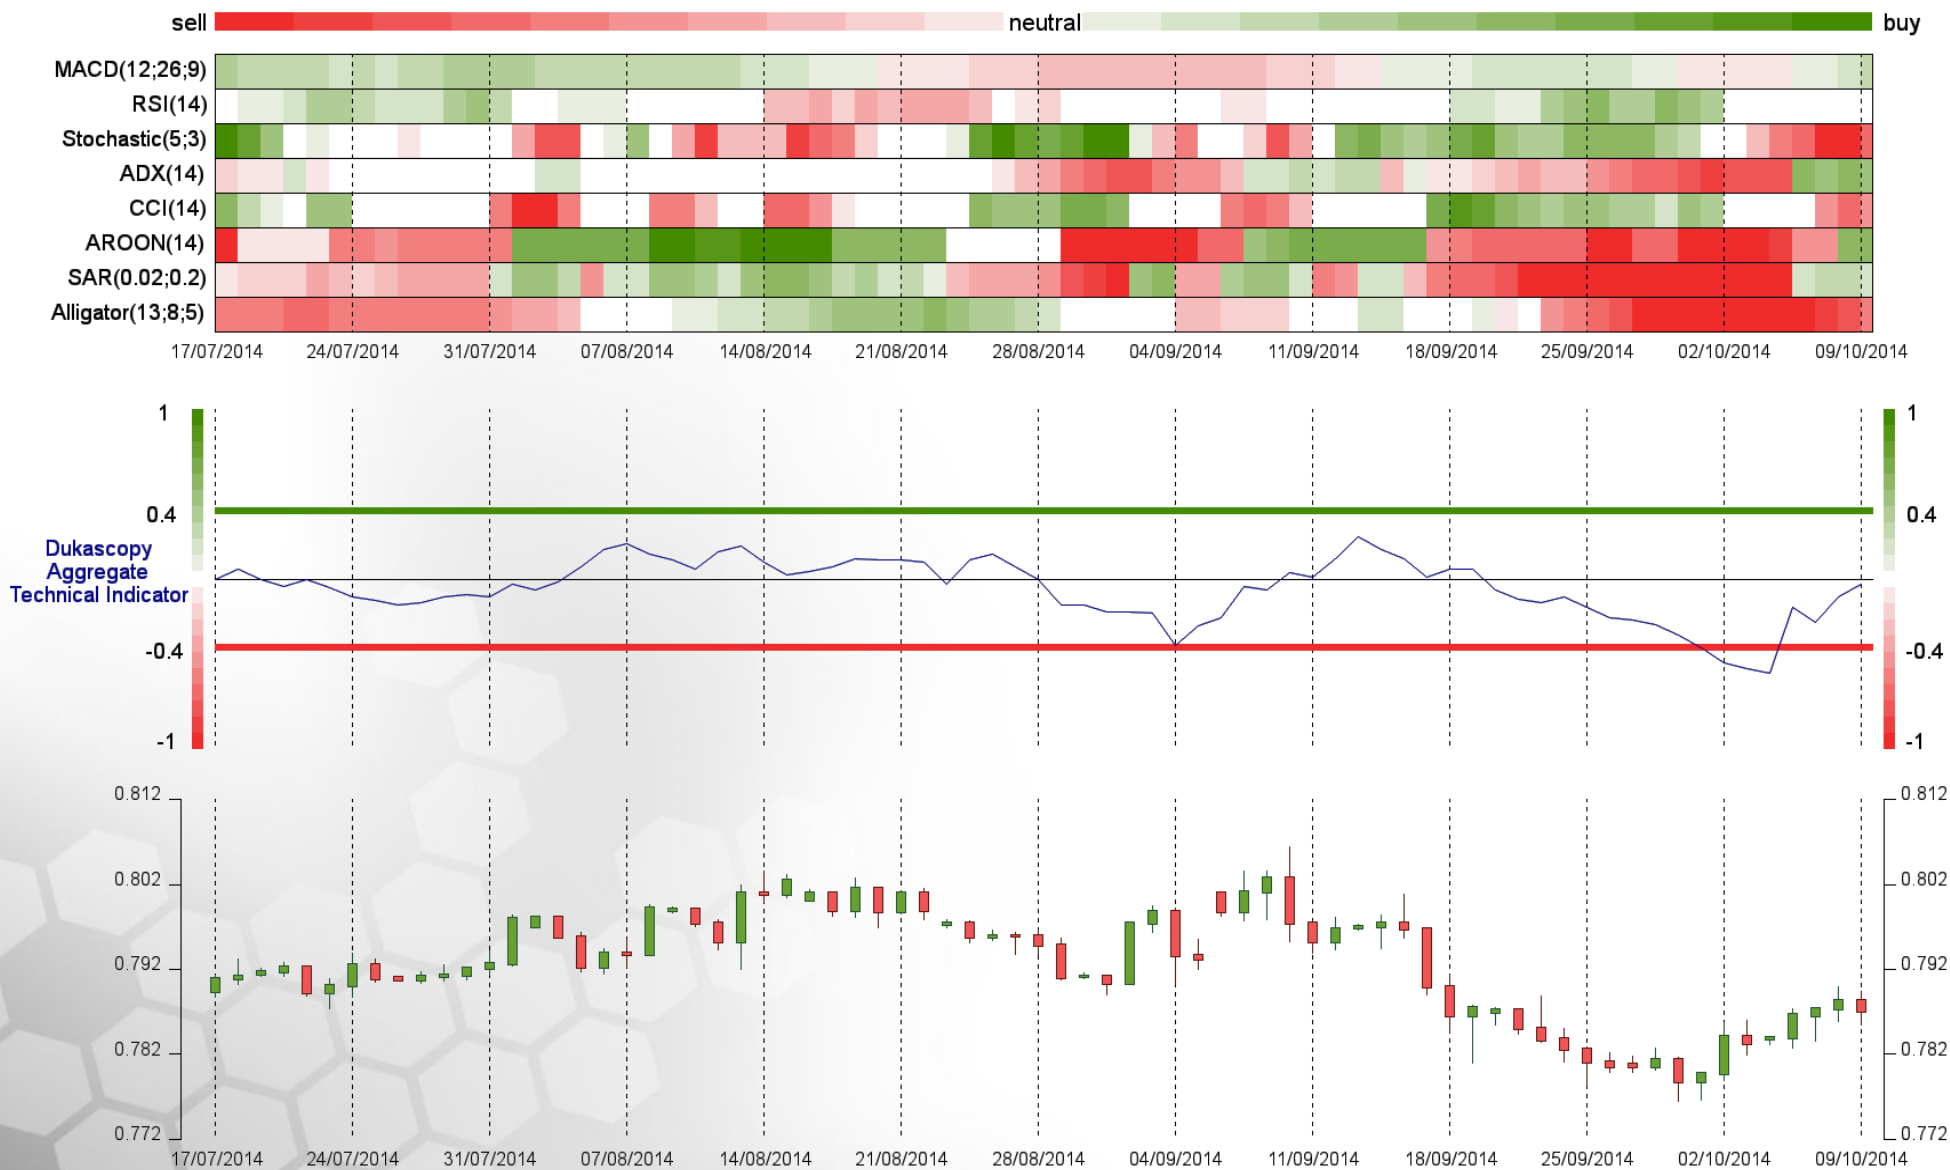 sell neutral buy
MACD(12;26;9)
RSI(14)
Stochastic(5;3)
ADX(14)
CCI(14)
AROON(14)
SAR(0.02;0.2)
Alligator(13;8;5)
17/07/2014 24/07/2014 31/07/2014 07/08/2014 14/08/2014 21/08/2014 28/08/2014 04/09/2014 11/09/2014 18/09/2014 25/09/2014 02/10/2014 09/10/2014
1 1
0.4 0.4
Dukascopy
Aggregate
Technical Indicator
-0.4 -0.4
-1 -1
0.812 0.812
0.802 0.802
0.792 0.792
0.782 0.782
0.772 0.772
17/07/2014 24/07/2014 31/07/2014 07/08/2014 14/08/2014 21/08/2014 28/08/2014 04/09/2014 11/09/2014 18/09/2014 25/09/2014 02/10/2014 09/10/2014